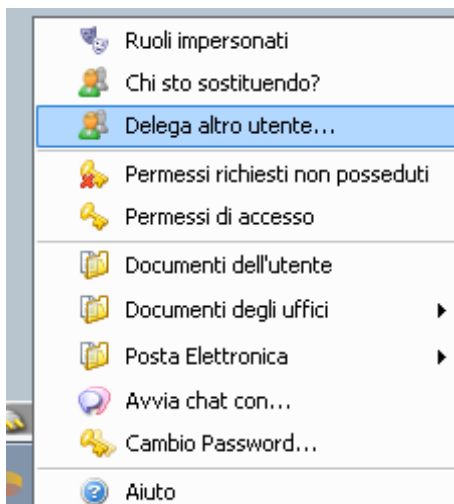 Ruoli impersonati
Chi sto sostituendo?
Delega altro utente...
Permessi richiesti non posseduti
Permessi di accesso
Documenti dell'utente
Documenti degli uffici
Posta Elettronica
Avvia chat con...
Cambio Password...
Aiuto